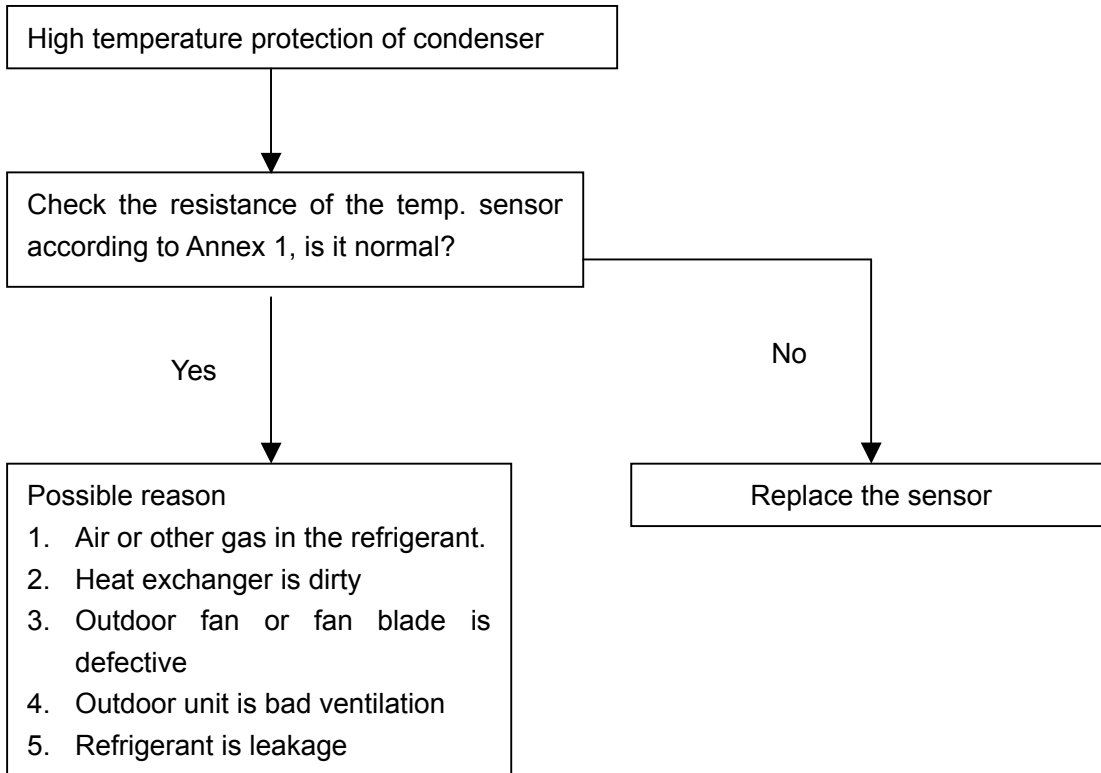 High temperature protection of condenser
Check the resistance of the temp. sensor
according to Annex 1, is it normal?
Yes
No
Possible reason
1. Air or other gas in the refrigerant.
2. Heat exchanger is dirty
3. Outdoor fan or fan blade is
defective
4. Outdoor unit is bad ventilation
5. Refrigerant is leakage
Replace the sensor